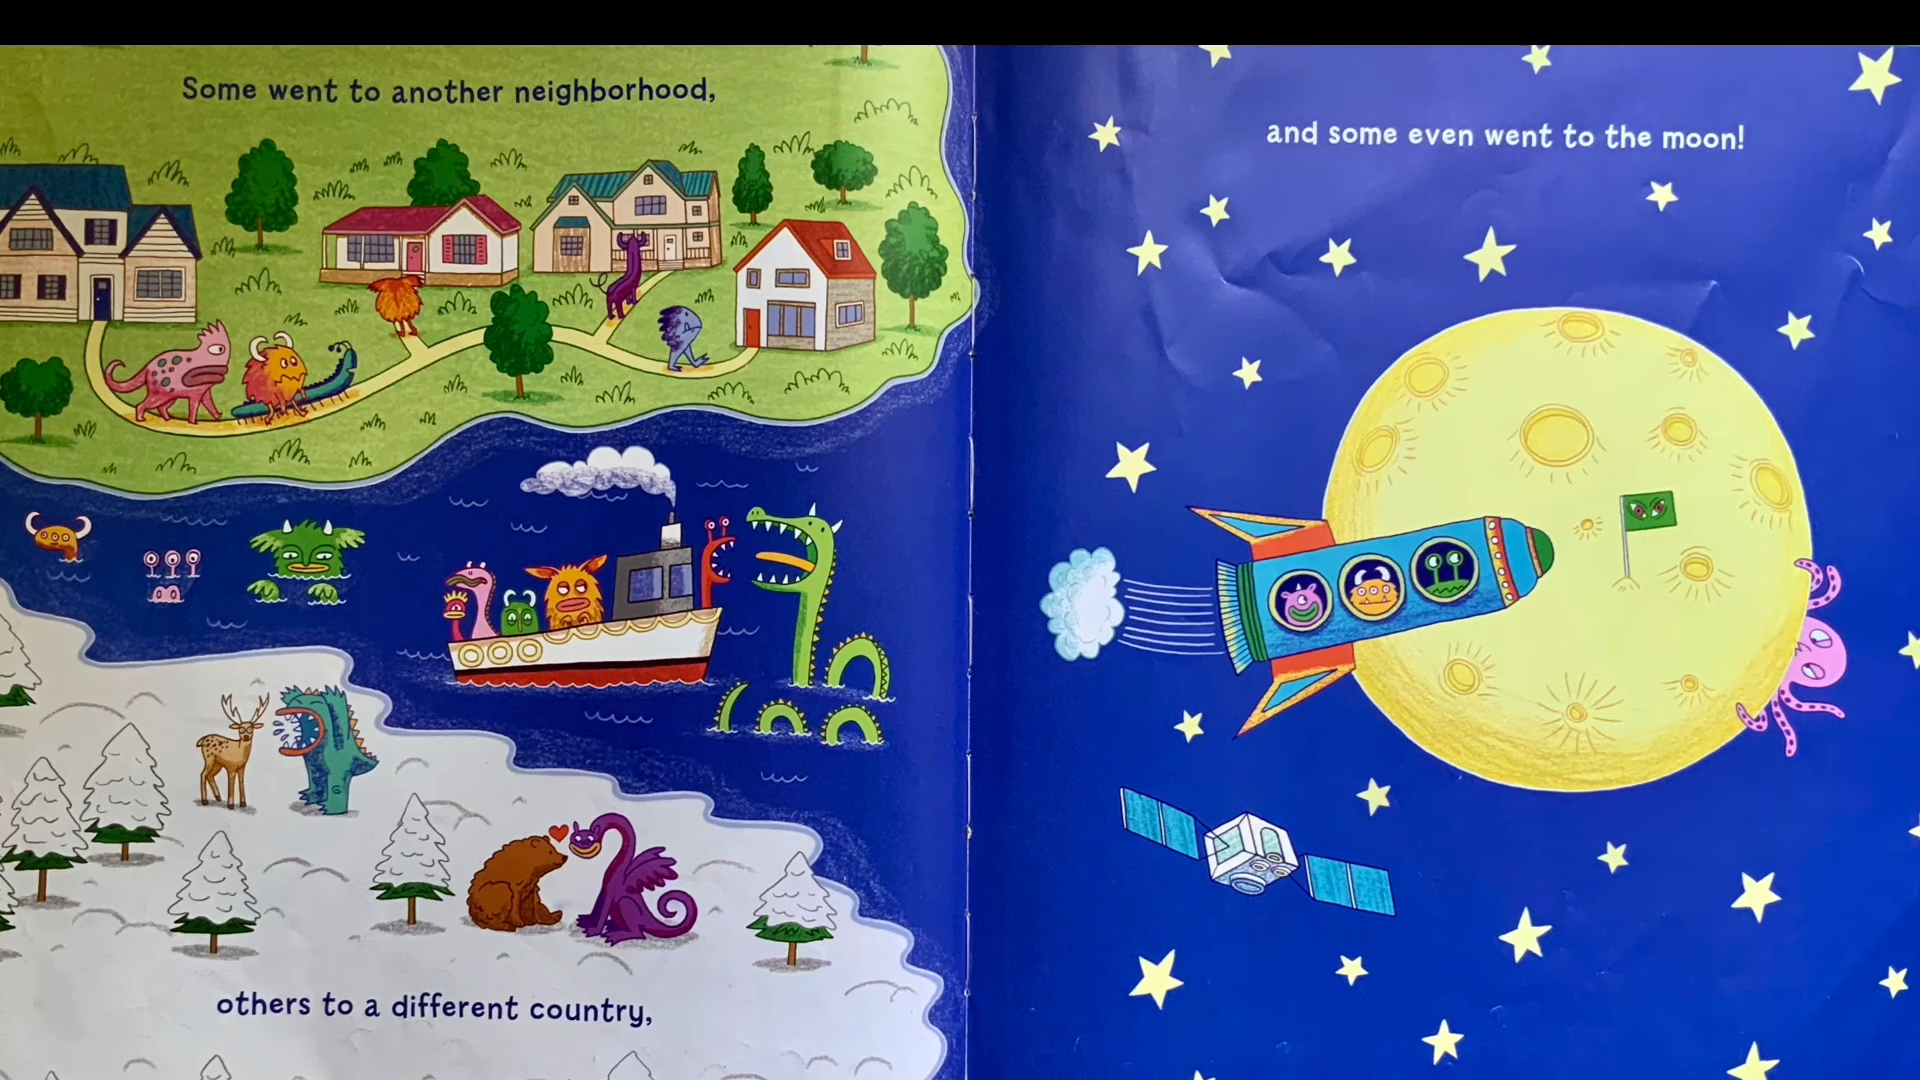 Some went to another neighborhood,
others to a different country,
and some even went to the moon!